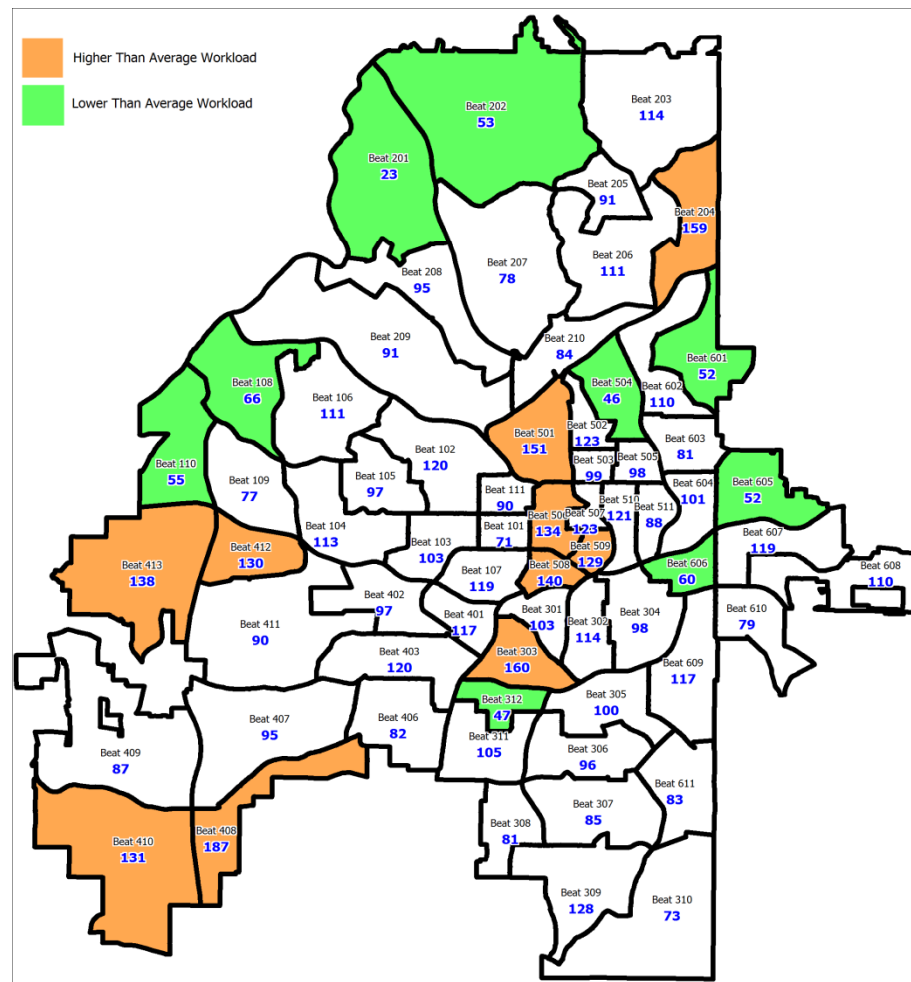 Higher Than Average Workload
Lower Than Average Workload
Beat 203
114
Beat 202
53
Beat 201
23
Beat 205
91
Beat 204
159
Beat 206
111
Beat 207
78
Beat 208
95
Beat 209
91
Beat 210
84
Beat 601
52
Beat 504
46
Beat 602
110
Beat 108
66
Beat 106
111
Beat 501
151
Beat 502
123
Beat 102
120
Beat 603
81
Beat 503
99
Beat 505
98
Beat 110
55
Beat 109
77
Beat 105
97
Beat 111
90
Beat 604
101
Beat 605
52
Beat 510
121
Beat 511
88
Beat 104
113
Beat 103
103
Beat 101
71
Beat 506
134
Beat 507
123
Beat 509
129
Beat 607
119
Beat 412
130
Beat 413
138
Beat 107
119
Beat 508
140
Beat 606
60
Beat 608
110
Beat 402
97
Beat 401
117
Beat 301
103
Beat 302
114
Beat 304
98
Beat 610
79
Beat 411
90
Beat 403
120
Beat 303
160
Beat 609
117
Beat 312
47
Beat 305
100
Beat 407
95
Beat 406
82
Beat 311
105
Beat 306
96
Beat 409
87
Beat 611
83
Beat 307
85
Beat 308
81
Beat 410
131
Beat 408
187
Beat 309
128
Beat 310
73